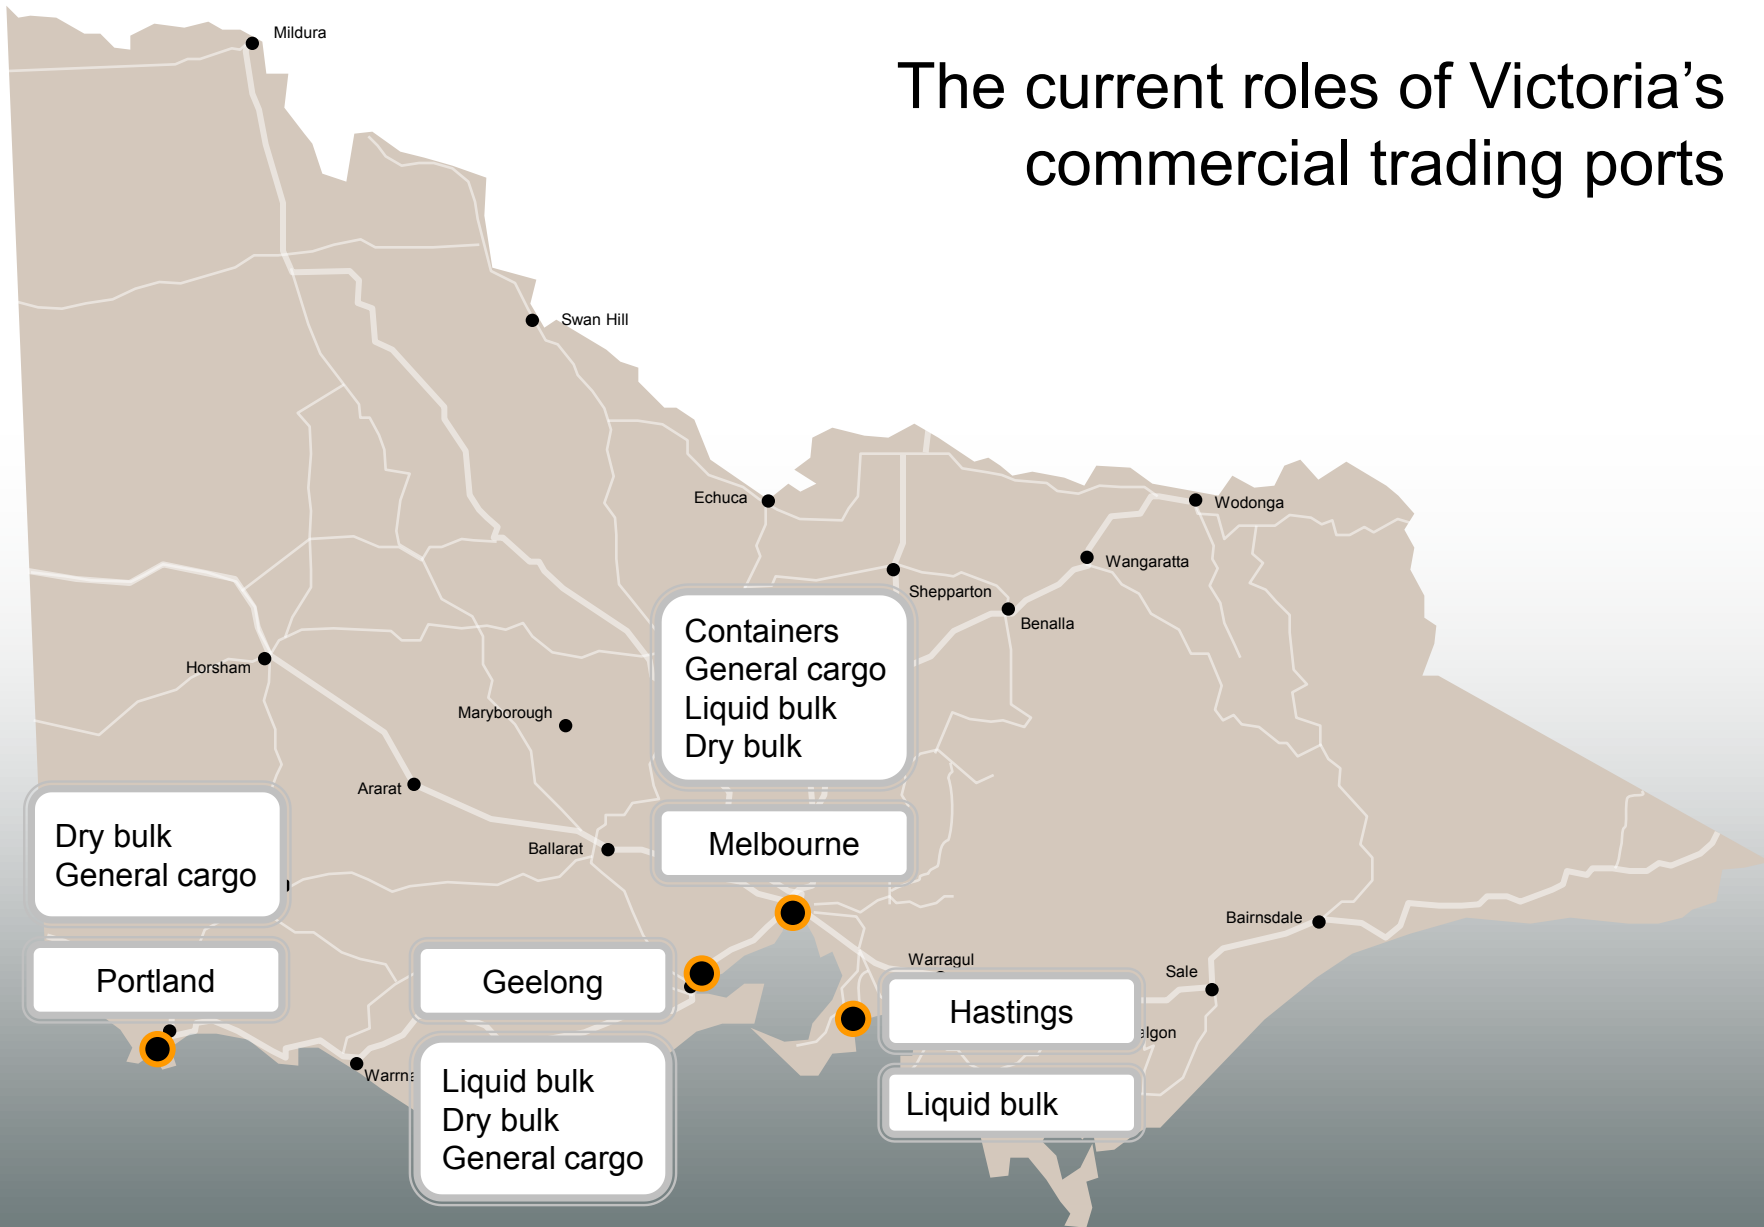 The current roles of Victoria's
commercial trading ports
Mildura
Swan Hill
Echuca
Wodonga
Wangaratta
Shepparton
Benalla
Horsham
Maryborough
Ararat
Ballarat
Containers
General cargo
Liquid bulk
Dry bulk
Melbourne
Dry bulk
General cargo
Portland
Geelong
Liquid bulk
Dry bulk
General cargo
Warragul
Hastings
Liquid bulk
Bairnsdale
Sale